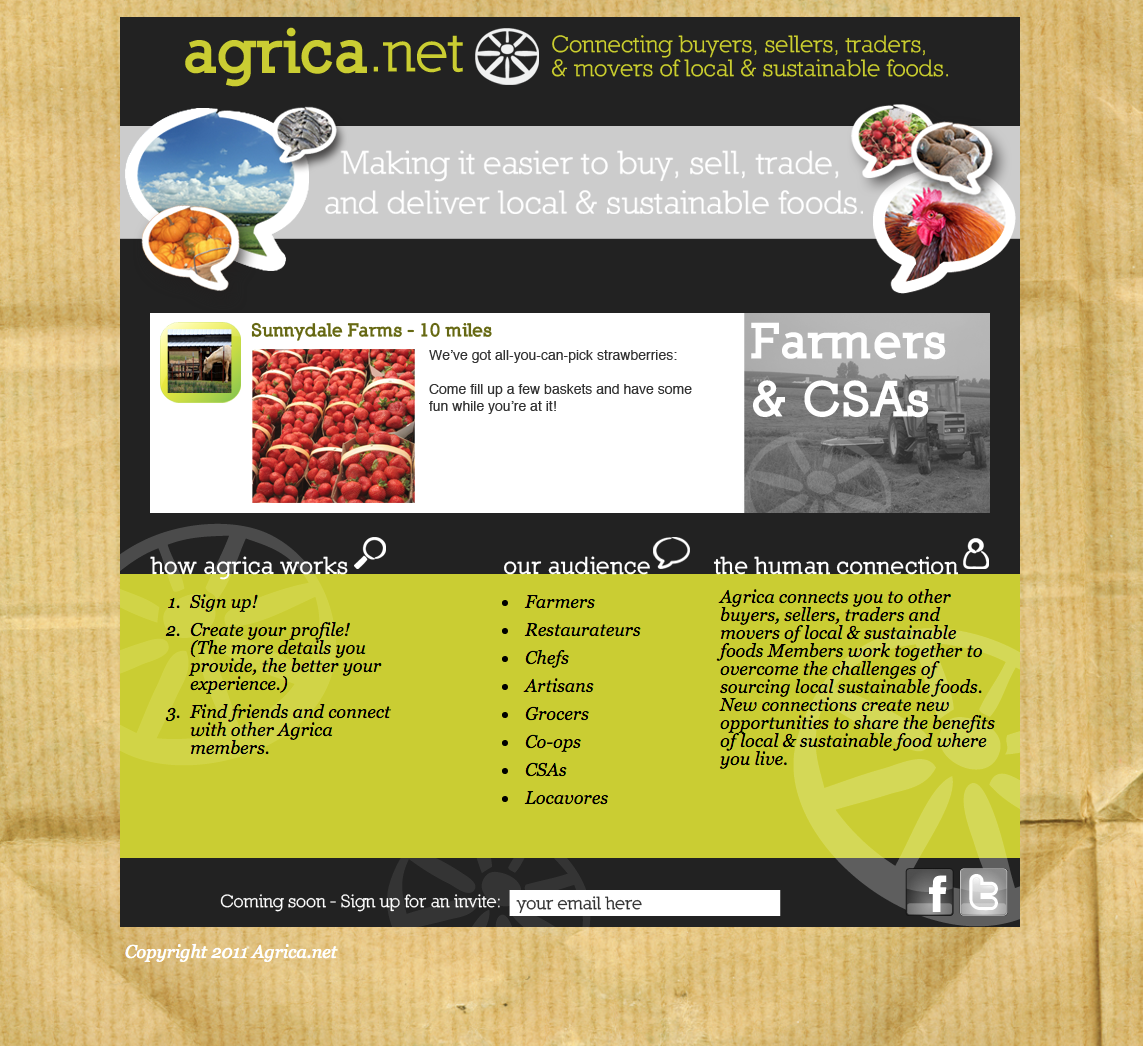 agrica.net
Connecting buyers, sellers, traders,
& movers of local & sustainable foods.
Making it easier to buy, sell, trade,
and deliver local & sustainable foods.
Sunnydale Farms - 10 miles
We've got all-you-can-pick strawberries:
Come fill up a few baskets and have some
fun while you're at it!
Farmers
& CSAs
how agrica works
1. Sign up!
2. Create your profile!
(The more details you
provide, the better your
experience.)
3. Find friends and connect
with other Agrica
members.
our audience
• Farmers
• Restaurateurs
• Chefs
• Artisans
• Grocers
• Co-ops
• CSAs
• Locavores
the human connection
Agrica connects you to other
buyers, sellers, traders and
movers of local & sustainable
foods Members work together to
overcome the challenges of
sourcing local sustainable foods.
New connections create new
opportunities to share the benefits
of local & sustainable food where
you live.
Coming soon - Sign up for an invite:
your email here
f
t
Copyright 2011 Agrica.net